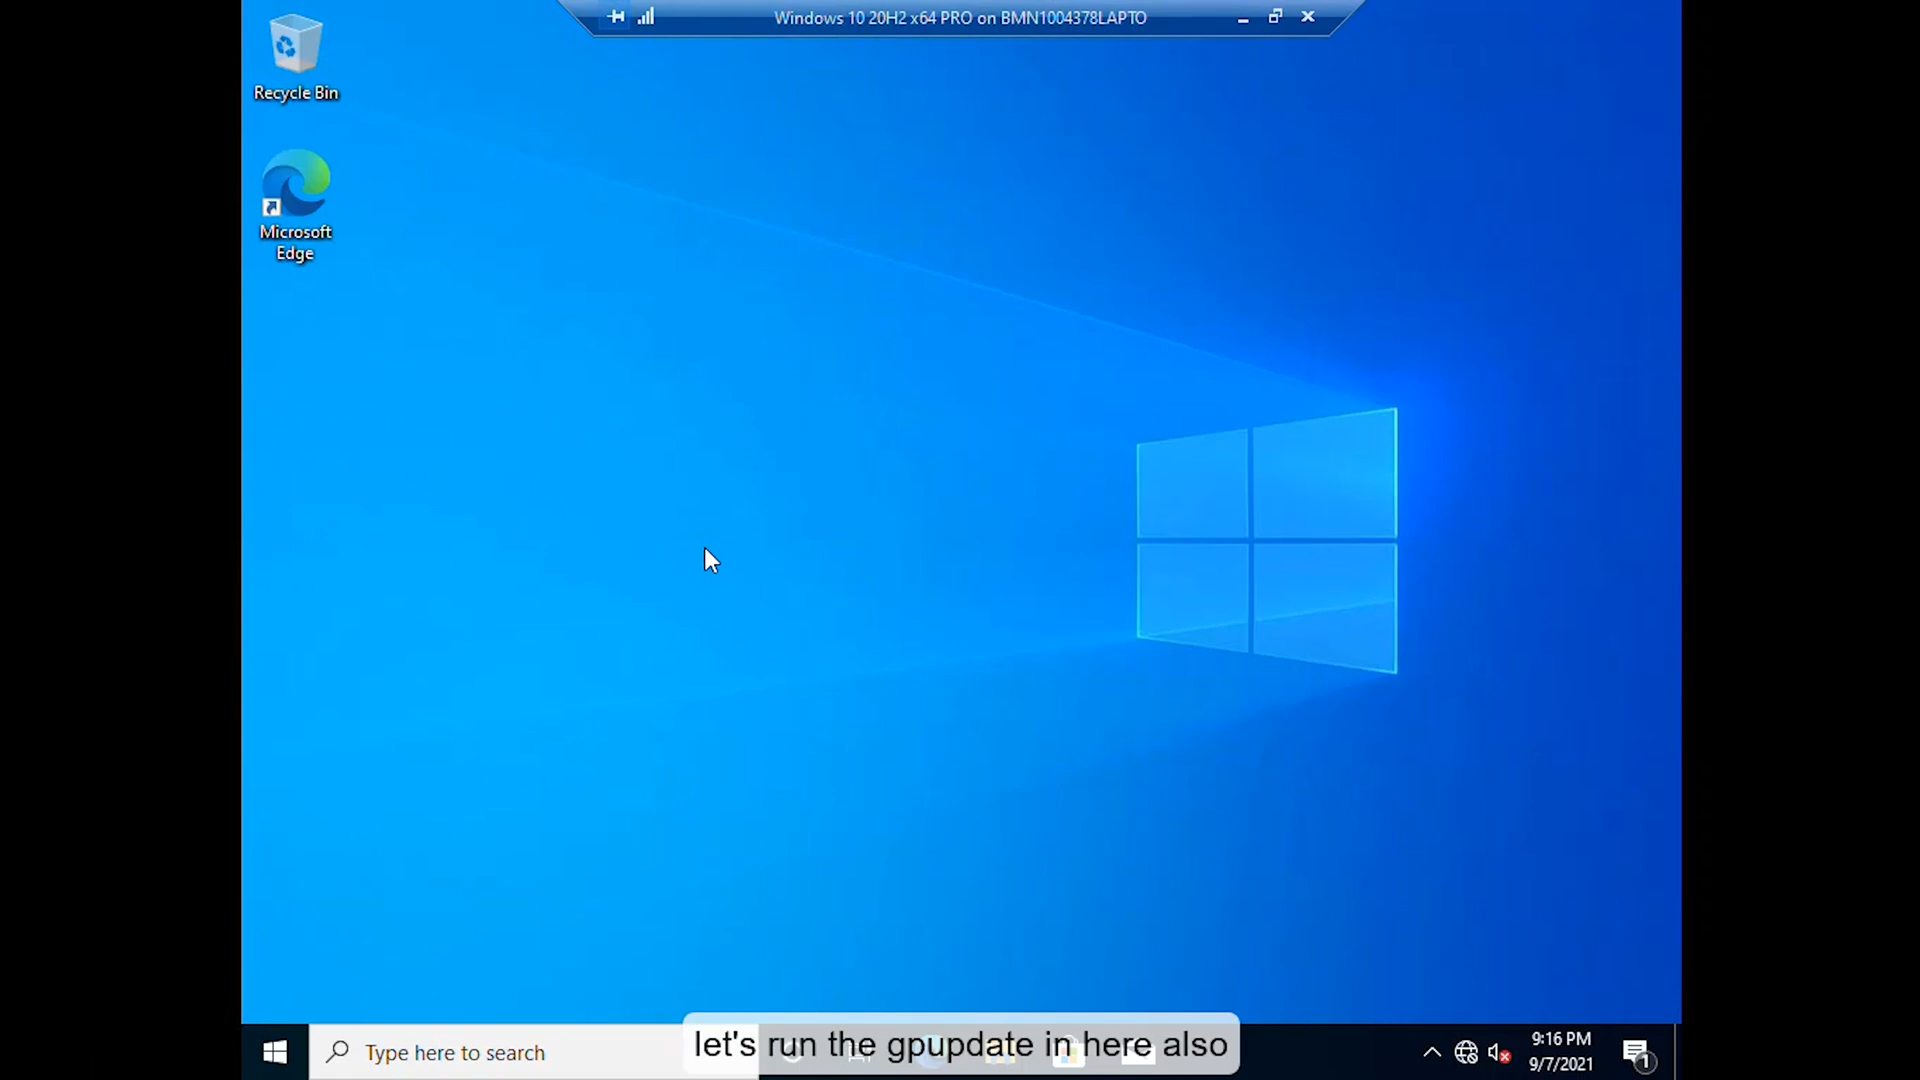 Windows 10 20H2 x64 PRO on BMN1004378LAPTO
Recycle Bin
Microsoft
Edge
let's run the gpupdate in here also
Type here to search
9:16 PM
9/7/2021
1